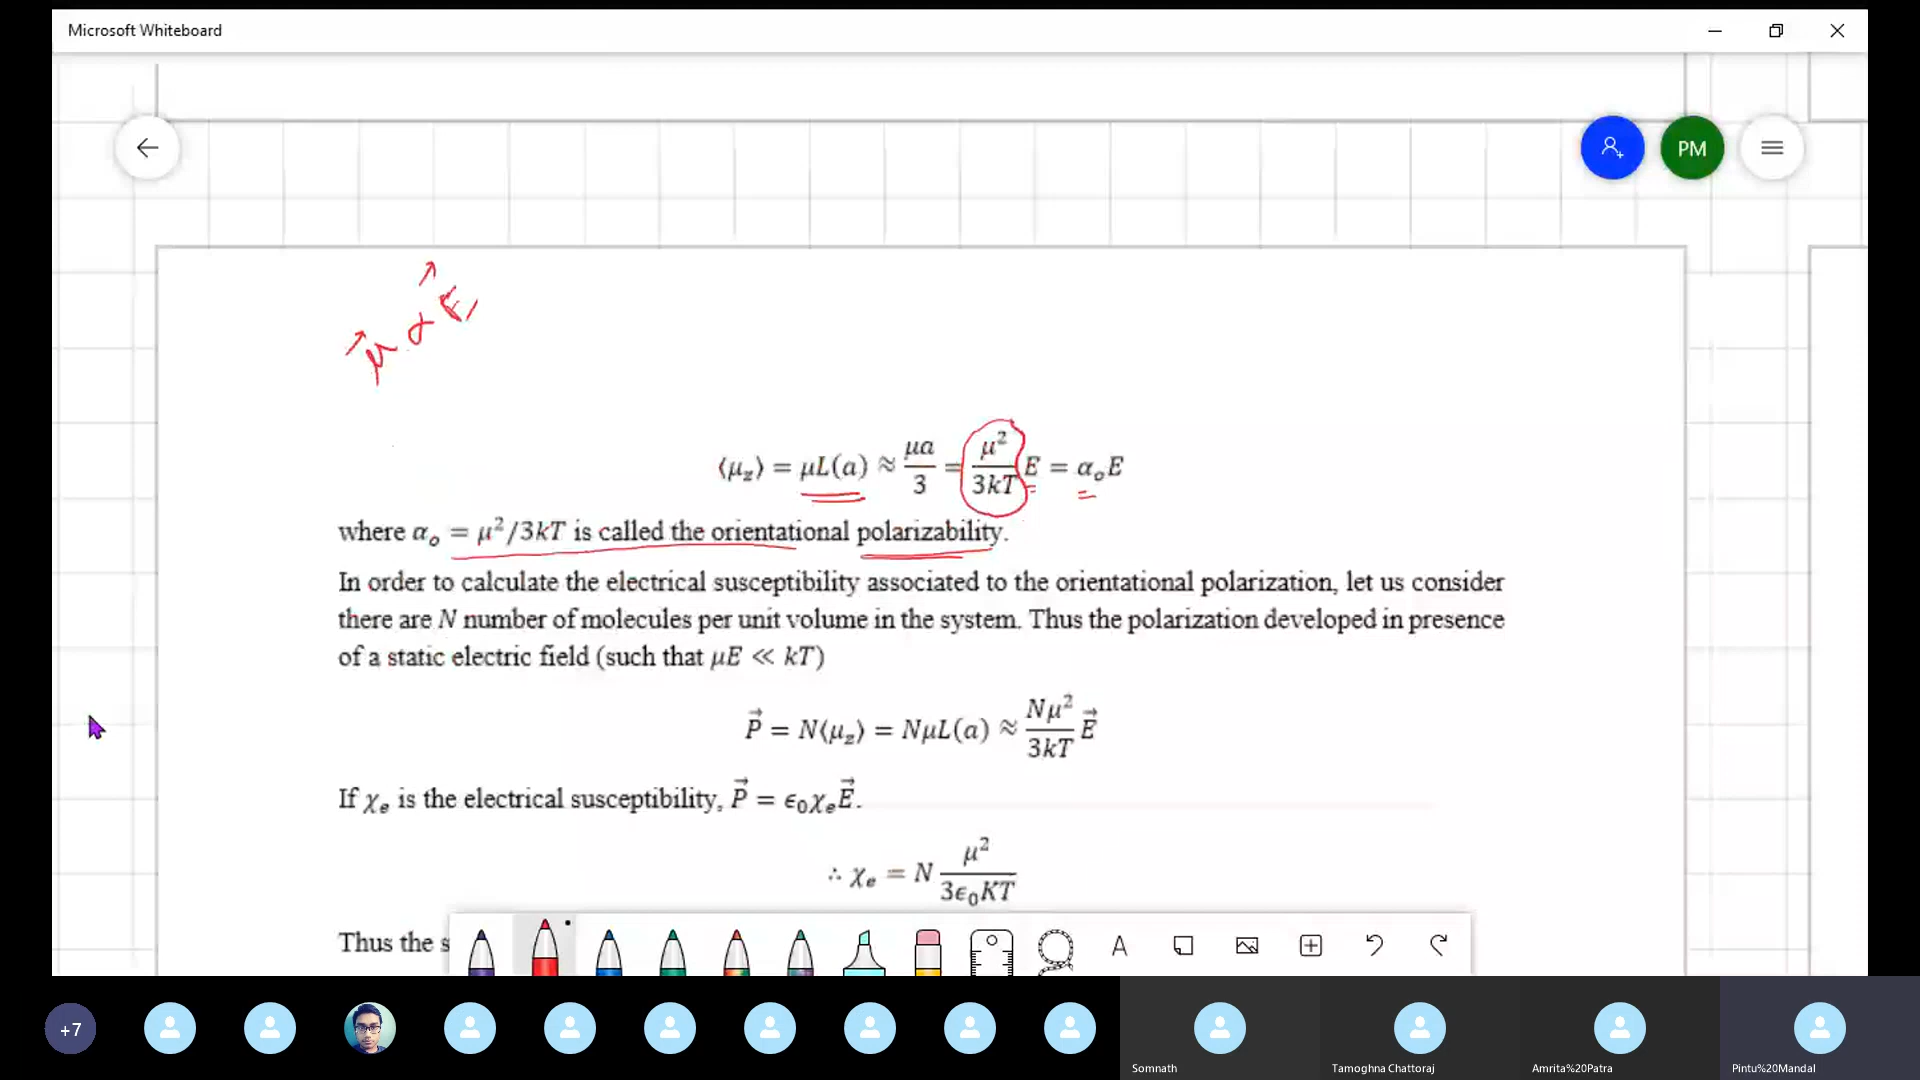 Microsoft Whiteboard
PM
μ⃗ α E⃗
⟨μz⟩ = μL(a) ≈ μa/3 = μ²/3kT E = αₒE
where αₒ = μ²/3kT is called the orientational polarizability.
In order to calculate the electrical susceptibility associated to the orientational polarization, let us consider
there are N number of molecules per unit volume in the system. Thus the polarization developed in presence
of a static electric field (such that μE ≪ kT)
P⃗ = N⟨μz⟩ = NμL(a) ≈ Nμ²/3kT E⃗
If χₑ is the electrical susceptibility, P⃗ = ϵ₀χₑE⃗.
∴ χₑ = N μ²/3ϵ₀KT
Thus the s
A
+7
Somnath
Tamoghna Chattoraj
Amrita%20Patra
Pintu%20Mandal